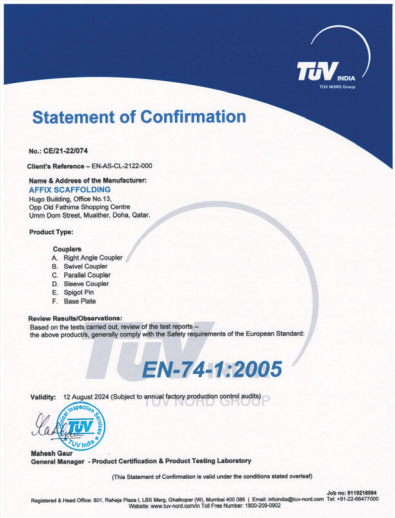 TÜV INDIA
TÜV NORD Group
Statement of Confirmation
No.: CE/21-22/074
Client's Reference – EN-AS-CL-2122-000
Name & Address of the Manufacturer:
AFFIX SCAFFOLDING
Hugo Building, Office No.13,
Opp Old Fathima Shopping Centre
Umm Dom Street, Muaither, Doha, Qatar.
Product Type:
Couplers
A. Right Angle Coupler
B. Swivel Coupler
C. Parallel Coupler
D. Sleeve Coupler
E. Spigot Pin
F. Base Plate
Review Results/Observations:
Based on the tests carried out, review of the test reports –
the above product/s, generally comply with the Safety requirements of the European Standard:
EN-74-1:2005
Validity: 12 August 2024 (Subject to annual factory production control audits)
TÜV NORD GROUP
TÜV
TUV India
Mahesh Gaur
General Manager - Product Certification & Product Testing Laboratory
(This Statement of Confirmation is valid under the conditions stated overleaf)
Job no: 8119218584
Registered & Head Office: 801, Raheja Plaza I, LBS Marg, Ghatkopar (W), Mumbai 400 086 | Email: infoindia@tuv-nord.com Tel: +91-22-66477000
Website: www.tuv-nord.com/in Toll Free Number: 1800-209-0902